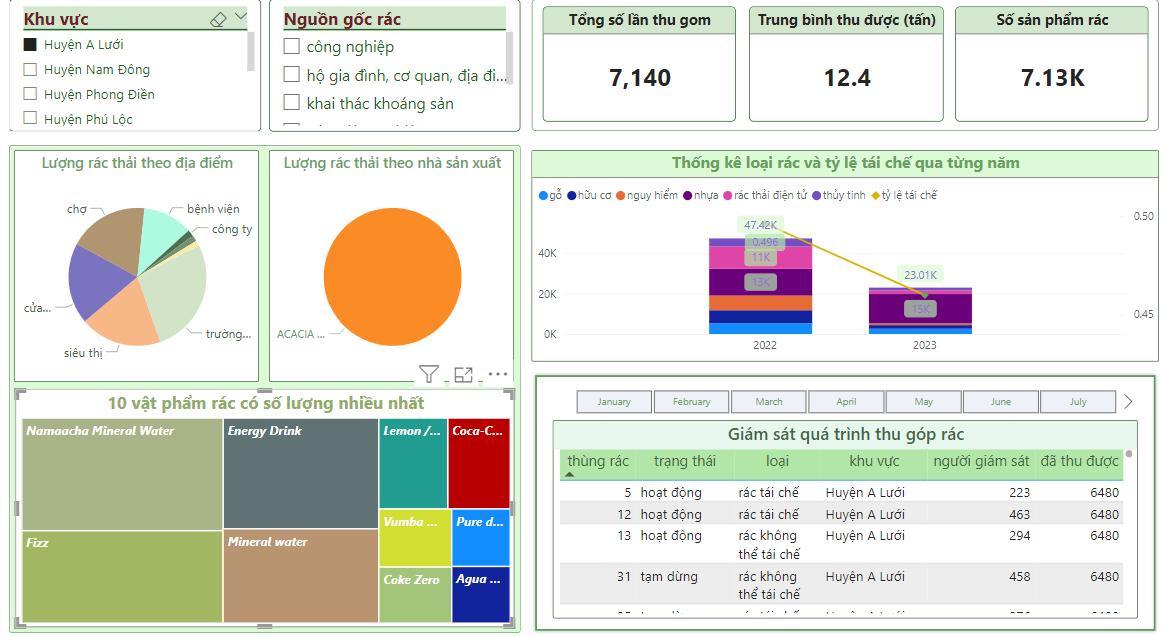 Khu vực
Huyện A Lưới
Huyện Nam Đông
Huyện Phong Điền
Huyện Phú Lốc
Nguồn gốc rác
công nghiệp
hộ gia đình, cơ quan, địa đi...
khai thác khoáng sản
Tổng số lần thu gom
7,140
Trung bình thu được (tấn)
12.4
Số sản phẩm rác
7.13K
Lượng rác thải theo địa điểm
chợ
bệnh viện
công ty
cửa...
trường...
siêu thị
Lượng rác thải theo nhà sản xuất
ACACIA ...
Thống kê loại rác và tỷ lệ tái chế qua từng năm
gỗ hữu cơ nguy hiểm nhựa rác thải điện tử thủy tinh tỷ lệ tái chế
0.50
47.42K
0.496
40K
11K
23.01K
13K
20K
15K
0.45
0K
2022
2023
10 vật phẩm rác có số lượng nhiều nhất
Namaacha Mineral Water
Energy Drink
Lemon /...
Coca-C...
Vumba ...
Pure d...
Fizz
Mineral water
Coke Zero
Agua ...
January February March April May June July
Giám sát quá trình thu góp rác
thùng rác trạng thái loại khu vực người giám sát đã thu được
5 hoạt động rác tái chế Huyện A Lưới 223 6480
12 hoạt động rác tái chế Huyện A Lưới 463 6480
13 hoạt động rác không Huyện A Lưới 294 6480
thể tái chế
31 tạm dừng rác không Huyện A Lưới 458 6480
thể tái chế